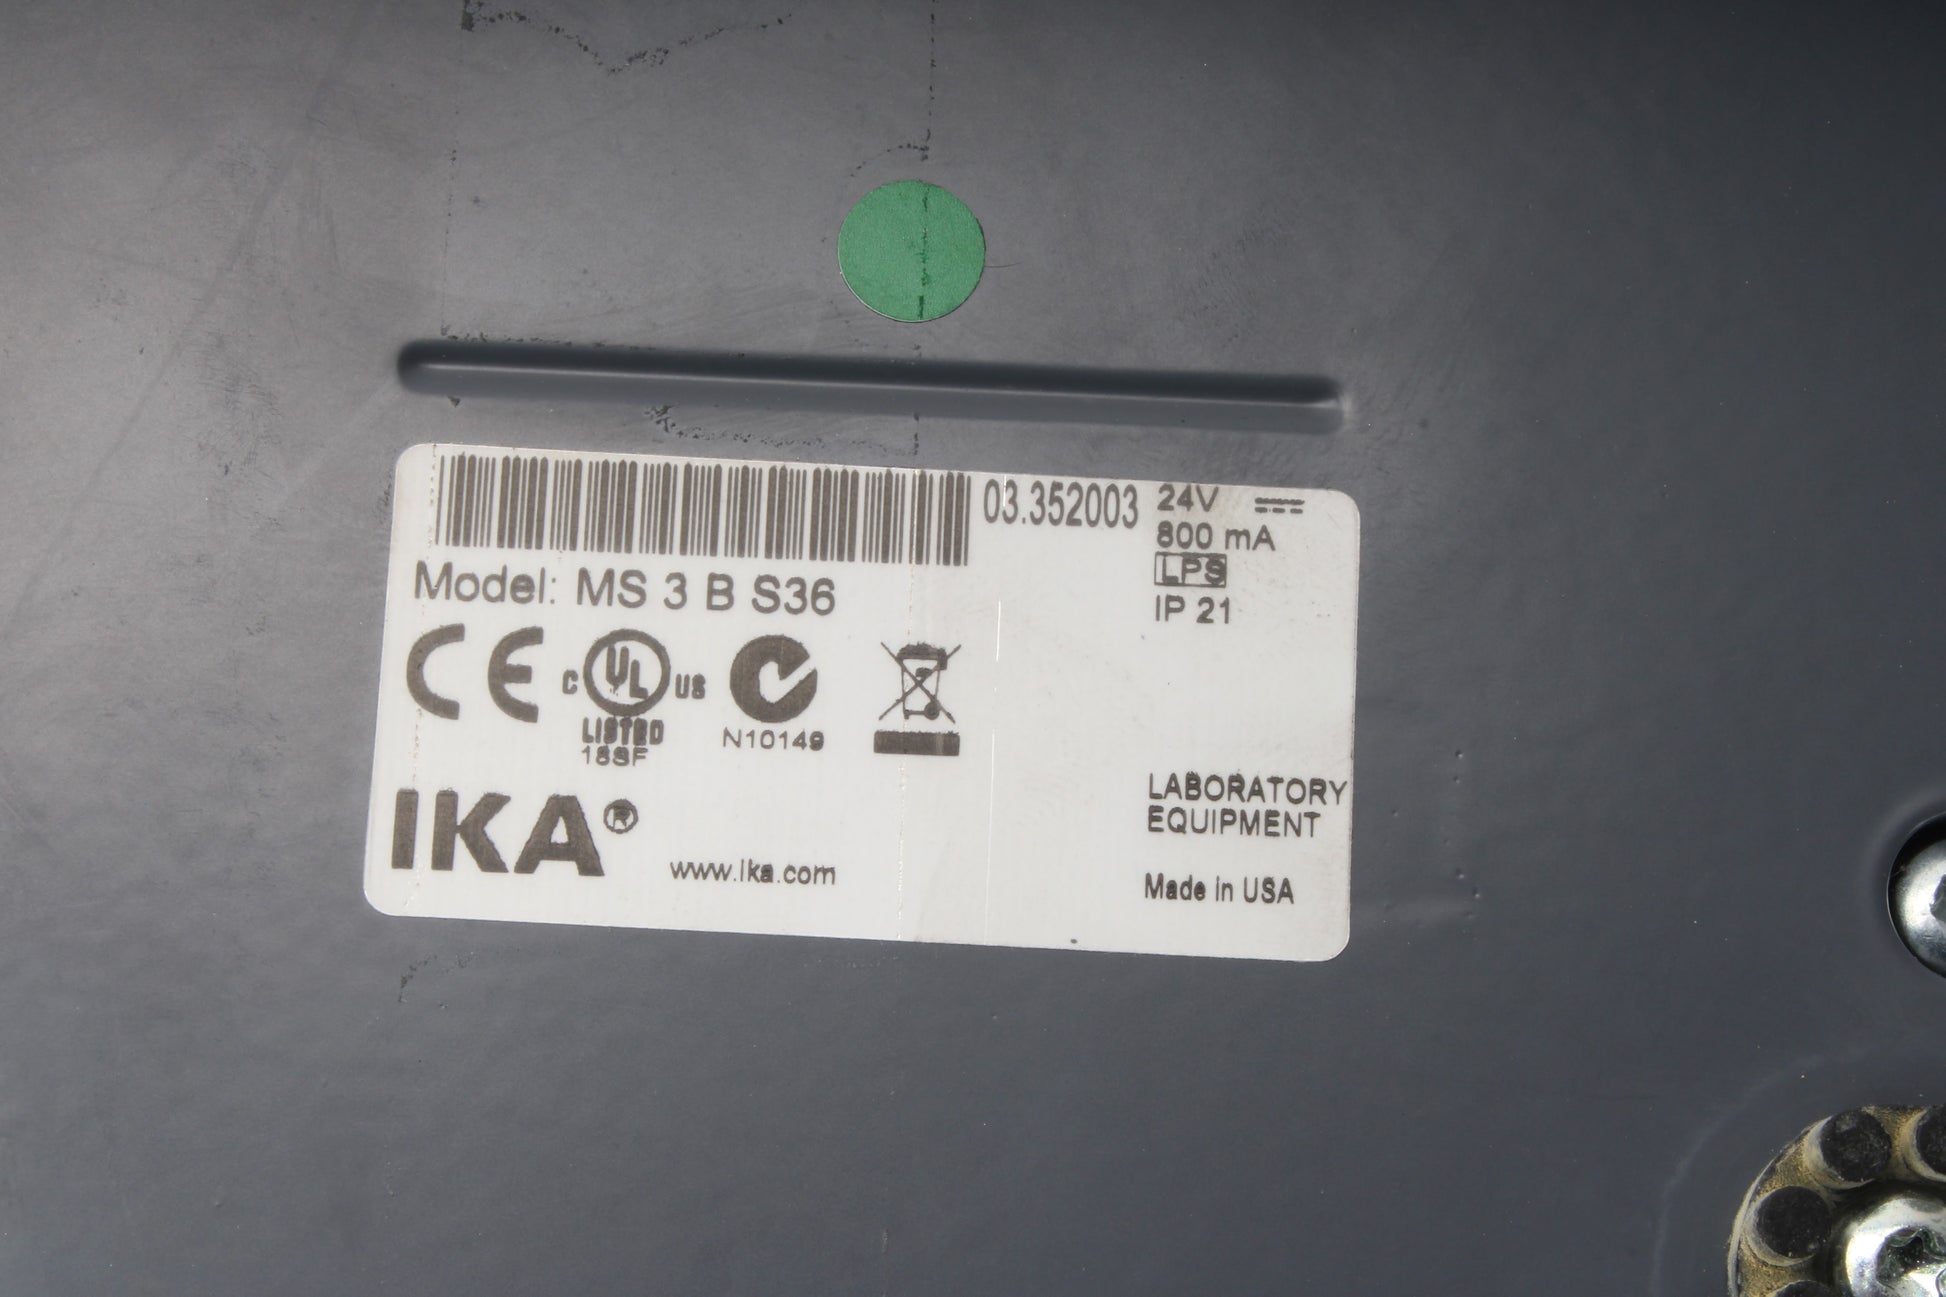 03.352003
24V
800 mA
LPS
IP 21
Model: MS 3 B S36
CE
C UL US
LISTED
N10149
IKA®
www.ika.com
LABORATORY
EQUIPMENT
Made in USA